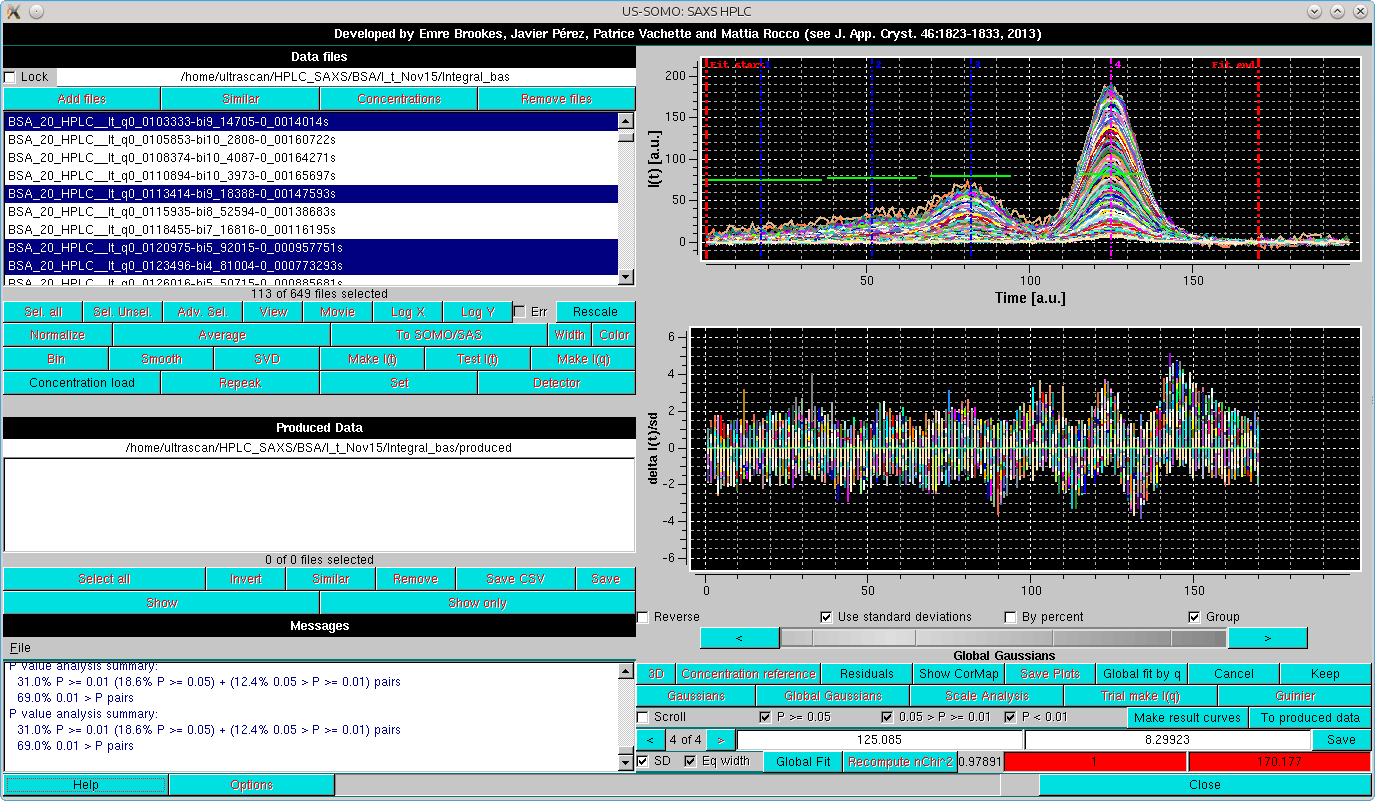 US-SOMO: SAXS HPLC
Developed by Emre Brookes, Javier Pérez, Patrice Vachette and Mattia Rocco (see J. App. Cryst. 46:1823-1833, 2013)
Data files
Lock /home/ultrascan/HPLC_SAXS/BSA/I_t_Nov15/Integral_bas
Add files Similar Concentrations Remove files
BSA_20_HPLC__It_q0_0103333-bi9_14705-0_0014014s
BSA_20_HPLC__It_q0_0105853-bi10_2808-0_00160722s
BSA_20_HPLC__It_q0_0108374-bi10_4087-0_00164271s
BSA_20_HPLC__It_q0_0110894-bi10_3973-0_00165697s
BSA_20_HPLC__It_q0_0113414-bi9_18388-0_00147593s
BSA_20_HPLC__It_q0_0115935-bi8_52594-0_00138683s
BSA_20_HPLC__It_q0_0118455-bi7_16816-0_00116195s
BSA_20_HPLC__It_q0_0120975-bi5_92015-0_000957751s
BSA_20_HPLC__It_q0_0123496-bi4_81004-0_000773293s
BSA_20_HPLC__It_q0_0126016-bi5_50715-0_000885681s
113 of 649 files selected
Sel. all Sel. Unsel. Adv. Sel. View Movie Log X Log Y Err Rescale
Normalize Average To SOMO/SAS Width Color
Bin Smooth SVD Make I(t) Test I(t) Make I(q)
Concentration load Repeak Set Detector
Produced Data
/home/ultrascan/HPLC_SAXS/BSA/I_t_Nov15/Integral_bas/produced
0 of 0 files selected
Select all Invert Similar Remove Save CSV Save
Show Show only
Messages
File
P value analysis summary:
31.0% P >= 0.01 (18.6% P >= 0.05) + (12.4% 0.05 > P >= 0.01) pairs
69.0% 0.01 > P pairs
P value analysis summary:
31.0% P >= 0.01 (18.6% P >= 0.05) + (12.4% 0.05 > P >= 0.01) pairs
69.0% 0.01 > P pairs
Help Options
Fit start 1 2 3 4 Fit end
I(t) [a.u.]
200
150
100
50
0
50 100 150
Time [a.u.]
delta I(t)/sd
6
4
2
0
-2
-4
-6
0 50 100 150
Reverse Use standard deviations By percent Group
< >
Global Gaussians
3D Concentration reference Residuals Show CorMap Save Plots Global fit by q Cancel Keep
Gaussians Global Gaussians Scale Analysis Trial make I(q) Guinier
Scroll P >= 0.05 0.05 > P >= 0.01 P < 0.01 Make result curves To produced data
< 4 of 4 > 125.085 8.29923 Save
SD Eq width Global Fit Recompute nChi^2 0.97891 1 170.177
Close